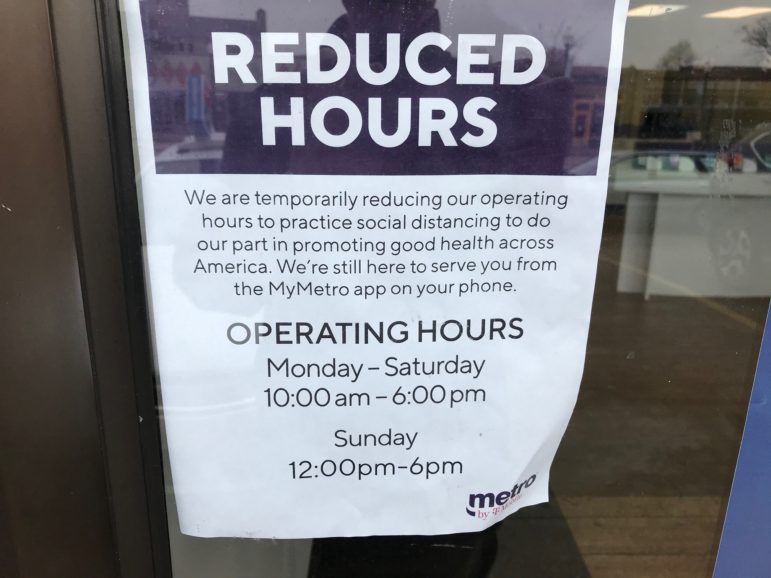 REDUCED
HOURS
We are temporarily reducing our operating
hours to practice social distancing to do
our part in promoting good health across
America. We're still here to serve you from
the MyMetro app on your phone.
OPERATING HOURS
Monday – Saturday
10:00 am – 6:00 pm
Sunday
12:00pm–6pm
metro
by T Mobile